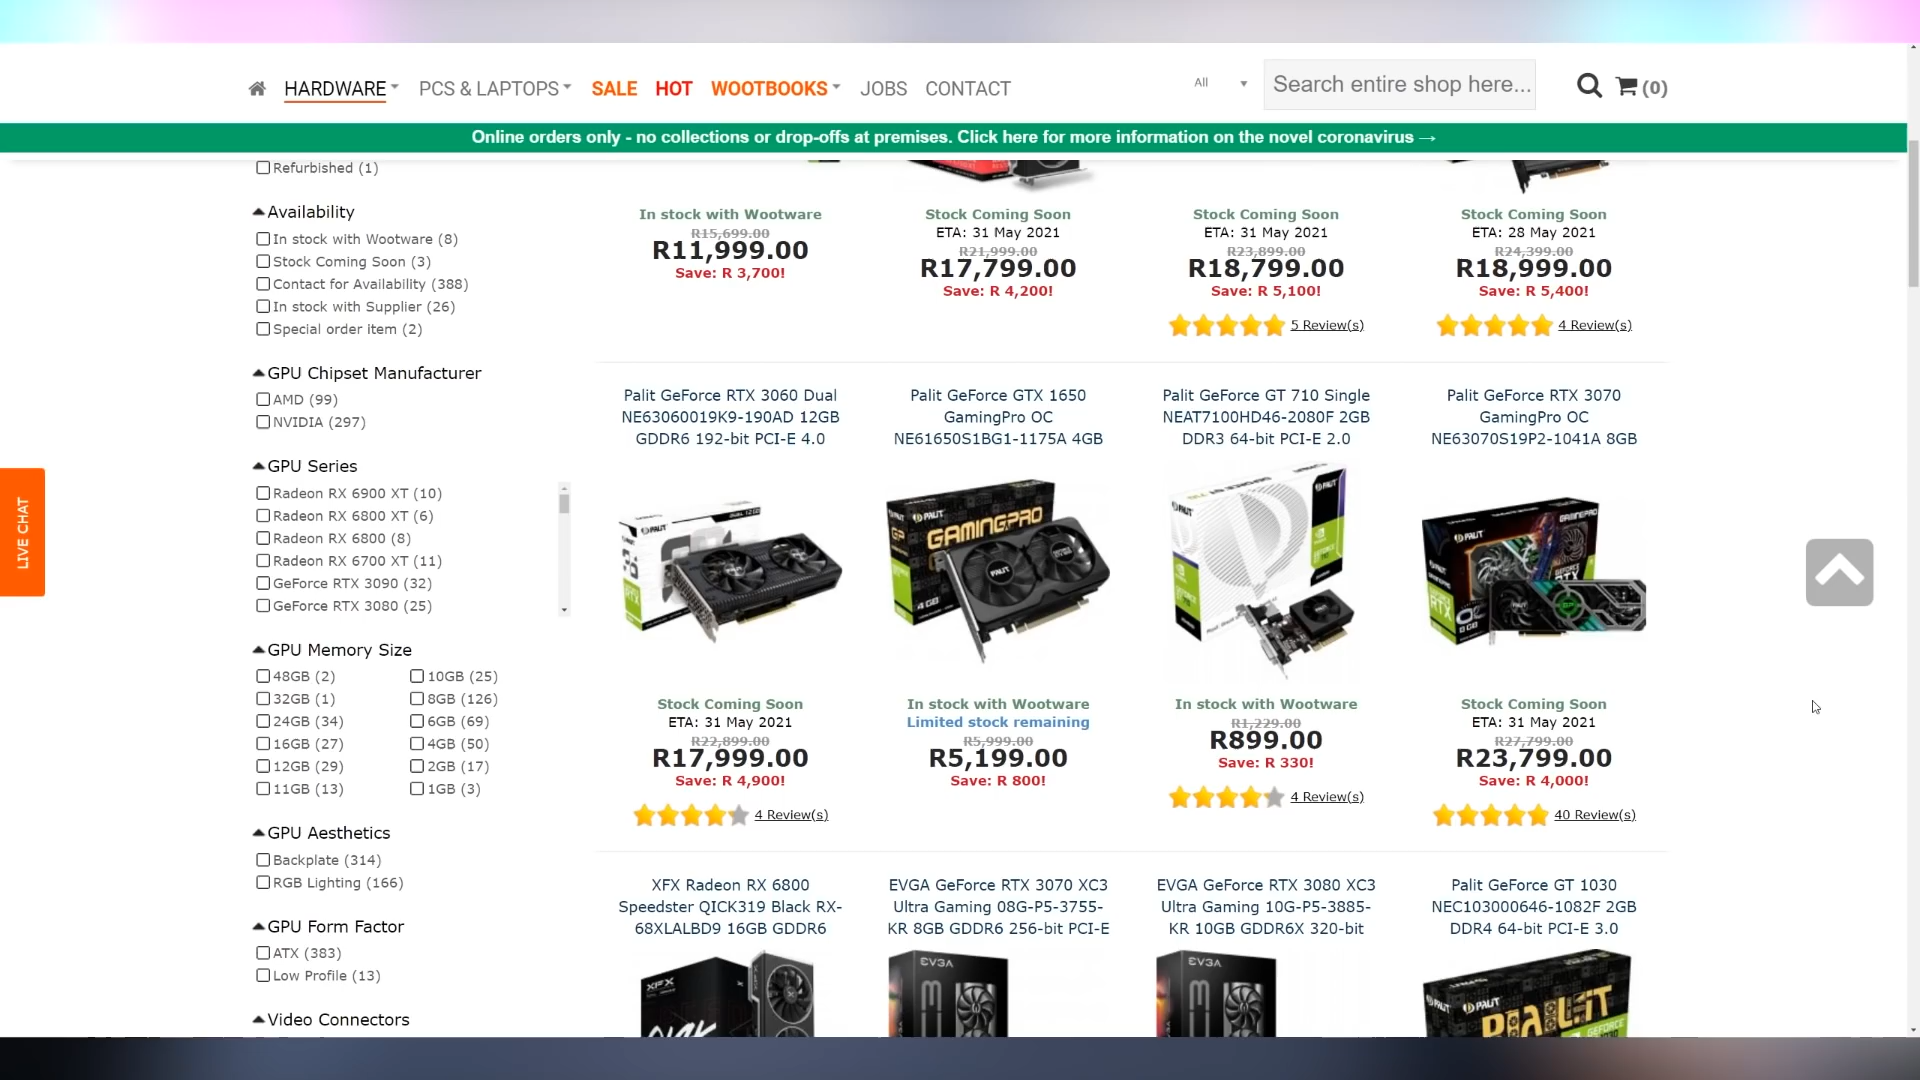 HARDWARE
PCS & LAPTOPS
SALE
HOT
WOOTBOOKS
JOBS
CONTACT
All
Search entire shop here...
(0)
Online orders only - no collections or drop-offs at premises. Click here for more information on the novel coronavirus →
LIVE CHAT
Refurbished (1)
Availability
In stock with Wootware (8)
Stock Coming Soon (3)
Contact for Availability (388)
In stock with Supplier (26)
Special order item (2)
GPU Chipset Manufacturer
AMD (99)
NVIDIA (297)
GPU Series
Radeon RX 6900 XT (10)
Radeon RX 6800 XT (6)
Radeon RX 6800 (8)
Radeon RX 6700 XT (11)
GeForce RTX 3090 (32)
GeForce RTX 3080 (25)
GPU Memory Size
48GB (2)
10GB (25)
32GB (1)
8GB (126)
24GB (34)
6GB (69)
16GB (27)
4GB (50)
12GB (29)
2GB (17)
11GB (13)
1GB (3)
GPU Aesthetics
Backplate (314)
RGB Lighting (166)
GPU Form Factor
ATX (383)
Low Profile (13)
Video Connectors
In stock with Wootware
R15,699.00
R11,999.00
Save: R 3,700!
Stock Coming Soon
ETA: 31 May 2021
R21,999.00
R17,799.00
Save: R 4,200!
Stock Coming Soon
ETA: 31 May 2021
R23,899.00
R18,799.00
Save: R 5,100!
5 Review(s)
Stock Coming Soon
ETA: 28 May 2021
R24,399.00
R18,999.00
Save: R 5,400!
4 Review(s)
Palit GeForce RTX 3060 Dual
NE63060019K9-190AD 12GB
GDDR6 192-bit PCI-E 4.0
PALIT
Stock Coming Soon
ETA: 31 May 2021
R22,899.00
R17,999.00
Save: R 4,900!
4 Review(s)
Palit GeForce GTX 1650
GamingPro OC
NE61650S1BG1-1175A 4GB
PALIT
GAMINGPRO
PALIT
4 GB
In stock with Wootware
Limited stock remaining
R5,999.00
R5,199.00
Save: R 800!
Palit GeForce GT 710 Single
NEAT7100HD46-2080F 2GB
DDR3 64-bit PCI-E 2.0
PALIT
In stock with Wootware
R1,229.00
R899.00
Save: R 330!
4 Review(s)
Palit GeForce RTX 3070
GamingPro OC
NE63070S19P2-1041A 8GB
PALIT
GAMINGPRO
RTX
Stock Coming Soon
ETA: 31 May 2021
R27,799.00
R23,799.00
Save: R 4,000!
40 Review(s)
XFX Radeon RX 6800
Speedster QICK319 Black RX-
68XLALBD9 16GB GDDR6
XFX
EVGA GeForce RTX 3070 XC3
Ultra Gaming 08G-P5-3755-
KR 8GB GDDR6 256-bit PCI-E
EVGA
EVGA GeForce RTX 3080 XC3
Ultra Gaming 10G-P5-3885-
KR 10GB GDDR6X 320-bit
EVGA
Palit GeForce GT 1030
NEC103000646-1082F 2GB
DDR4 64-bit PCI-E 3.0
PALIT
PALIT
GEFORCE